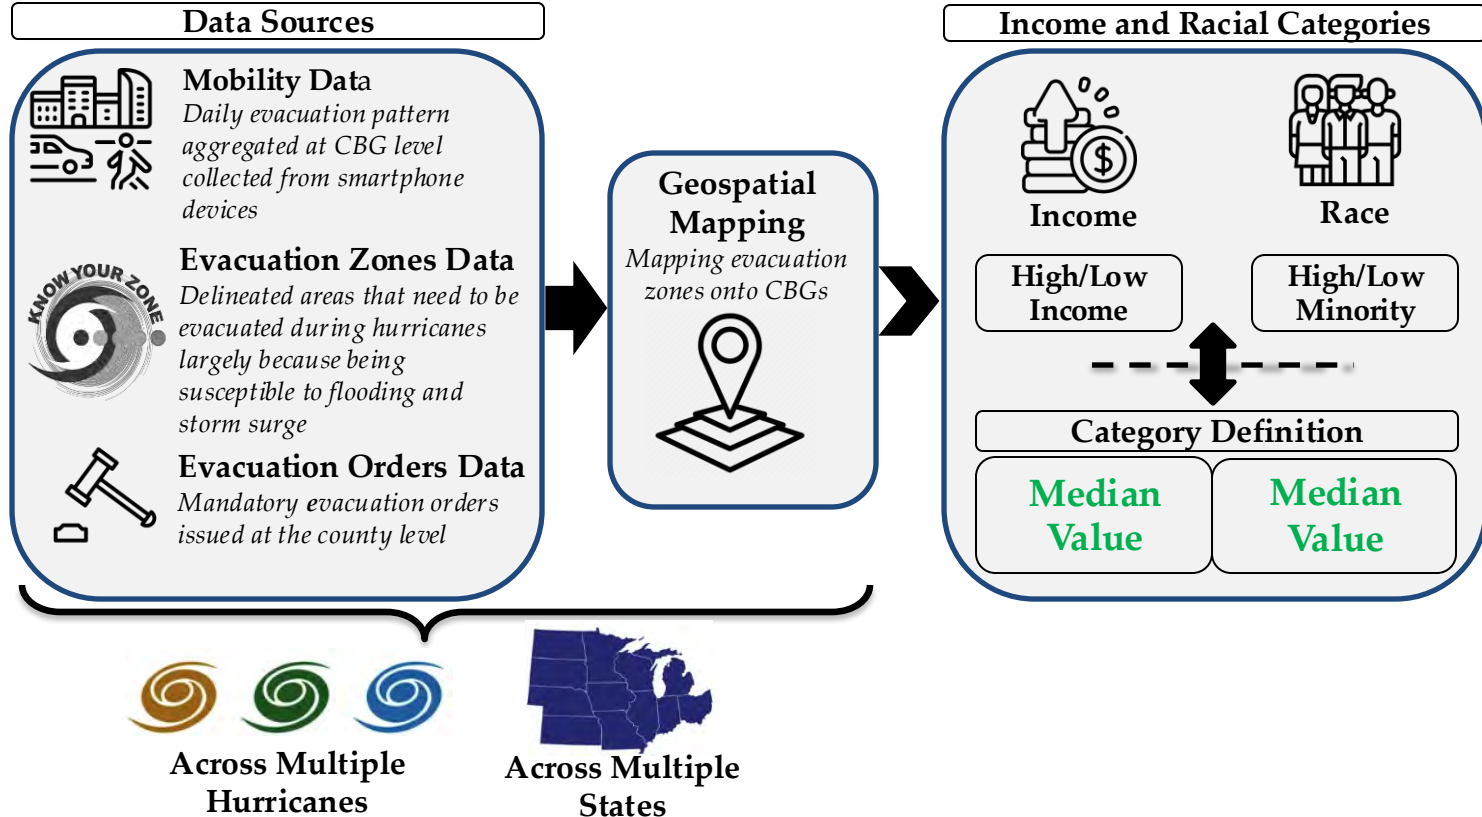 Data Sources
Mobility Data
Daily evacuation pattern
aggregated at CBG level
collected from smartphone
devices
KNOW YOUR ZONE
Evacuation Zones Data
Delineated areas that need to be
evacuated during hurricanes
largely because being
susceptible to flooding and
storm surge
Evacuation Orders Data
Mandatory evacuation orders
issued at the county level
Geospatial
Mapping
Mapping evacuation
zones onto CBGs
Income and Racial Categories
$
Income
Race
High/Low
Income
High/Low
Minority
Category Definition
Median
Value
Median
Value
Across Multiple
Hurricanes
Across Multiple
States